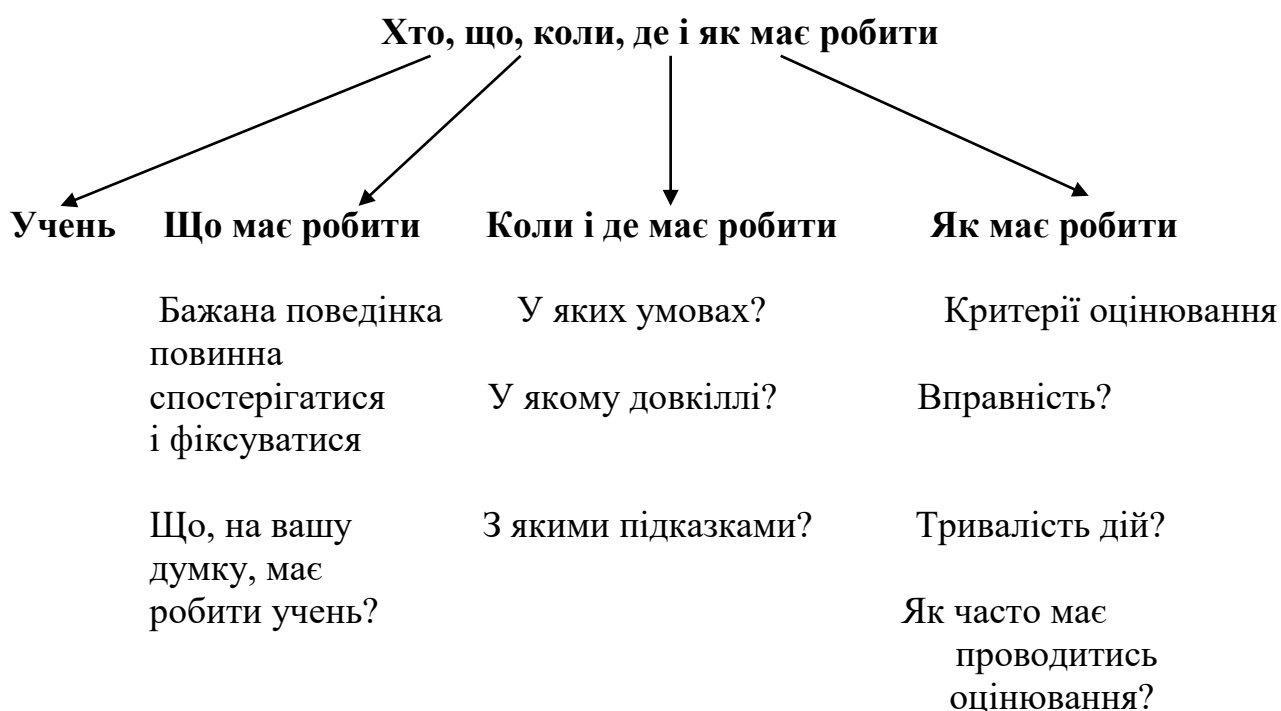 Хто, що, коли, де і як має робити
Учень Що має робити Коли і де має робити Як має робити
Бажана поведінка У яких умовах? Критерії оцінювання
повинна
спостерігатися У якому довкіллі? Вправність?
і фіксуватися
Що, на вашу З якими підказками? Тривалість дій?
думку, має
робити учень? Як часто має
проводитись
оцінювання?